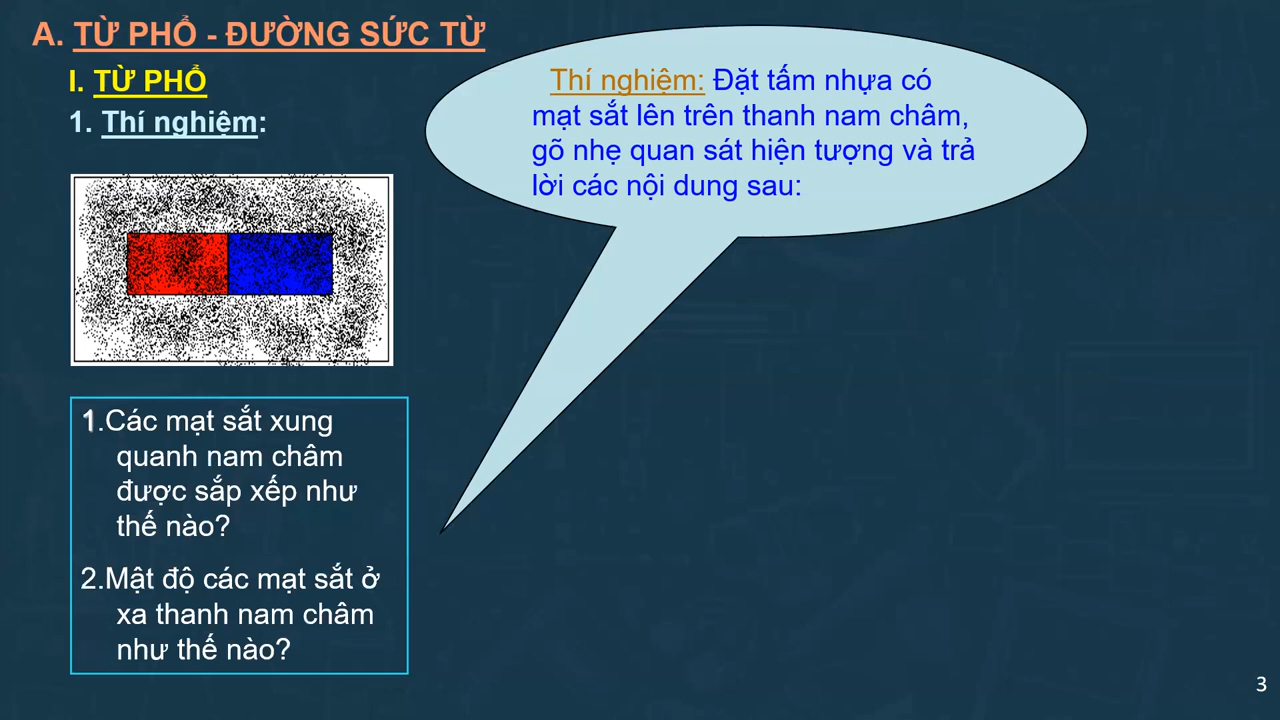 A. TỪ PHỔ - ĐƯỜNG SỨC TỪ
I. TỪ PHỔ
1. Thí nghiệm:
Thí nghiệm: Đặt tấm nhựa có
mạt sắt lên trên thanh nam châm,
gõ nhẹ quan sát hiện tượng và trả
lời các nội dung sau:
1.Các mạt sắt xung
quanh nam châm
được sắp xếp như
thế nào?
2.Mật độ các mạt sắt ở
xa thanh nam châm
như thế nào?
3